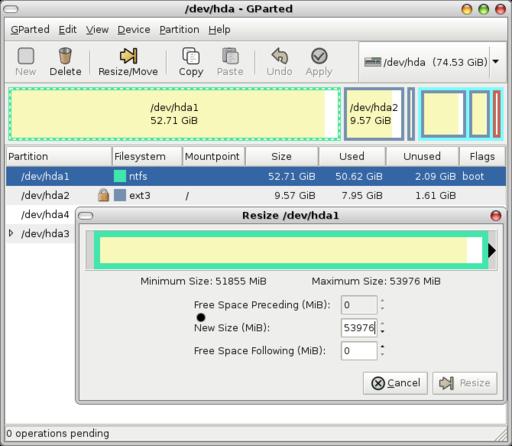 /dev/hda - GParted
GParted Edit View Device Partition Help
New Delete Resize/Move Copy Paste Undo Apply /dev/hda (74.53 GiB)
/dev/hda1
52.71 GiB
/dev/hda2
9.57 GiB
Partition Filesystem Mountpoint Size Used Unused Flags
/dev/hda1 ntfs 52.71 GiB 50.62 GiB 2.09 GiB boot
/dev/hda2 ext3 / 9.57 GiB 7.95 GiB 1.61 GiB
/dev/hda4
/dev/hda3
Resize /dev/hda1
Minimum Size: 51855 MiB Maximum Size: 53976 MiB
Free Space Preceding (MiB): 0
New Size (MiB): 53976
Free Space Following (MiB): 0
Cancel Resize
0 operations pending